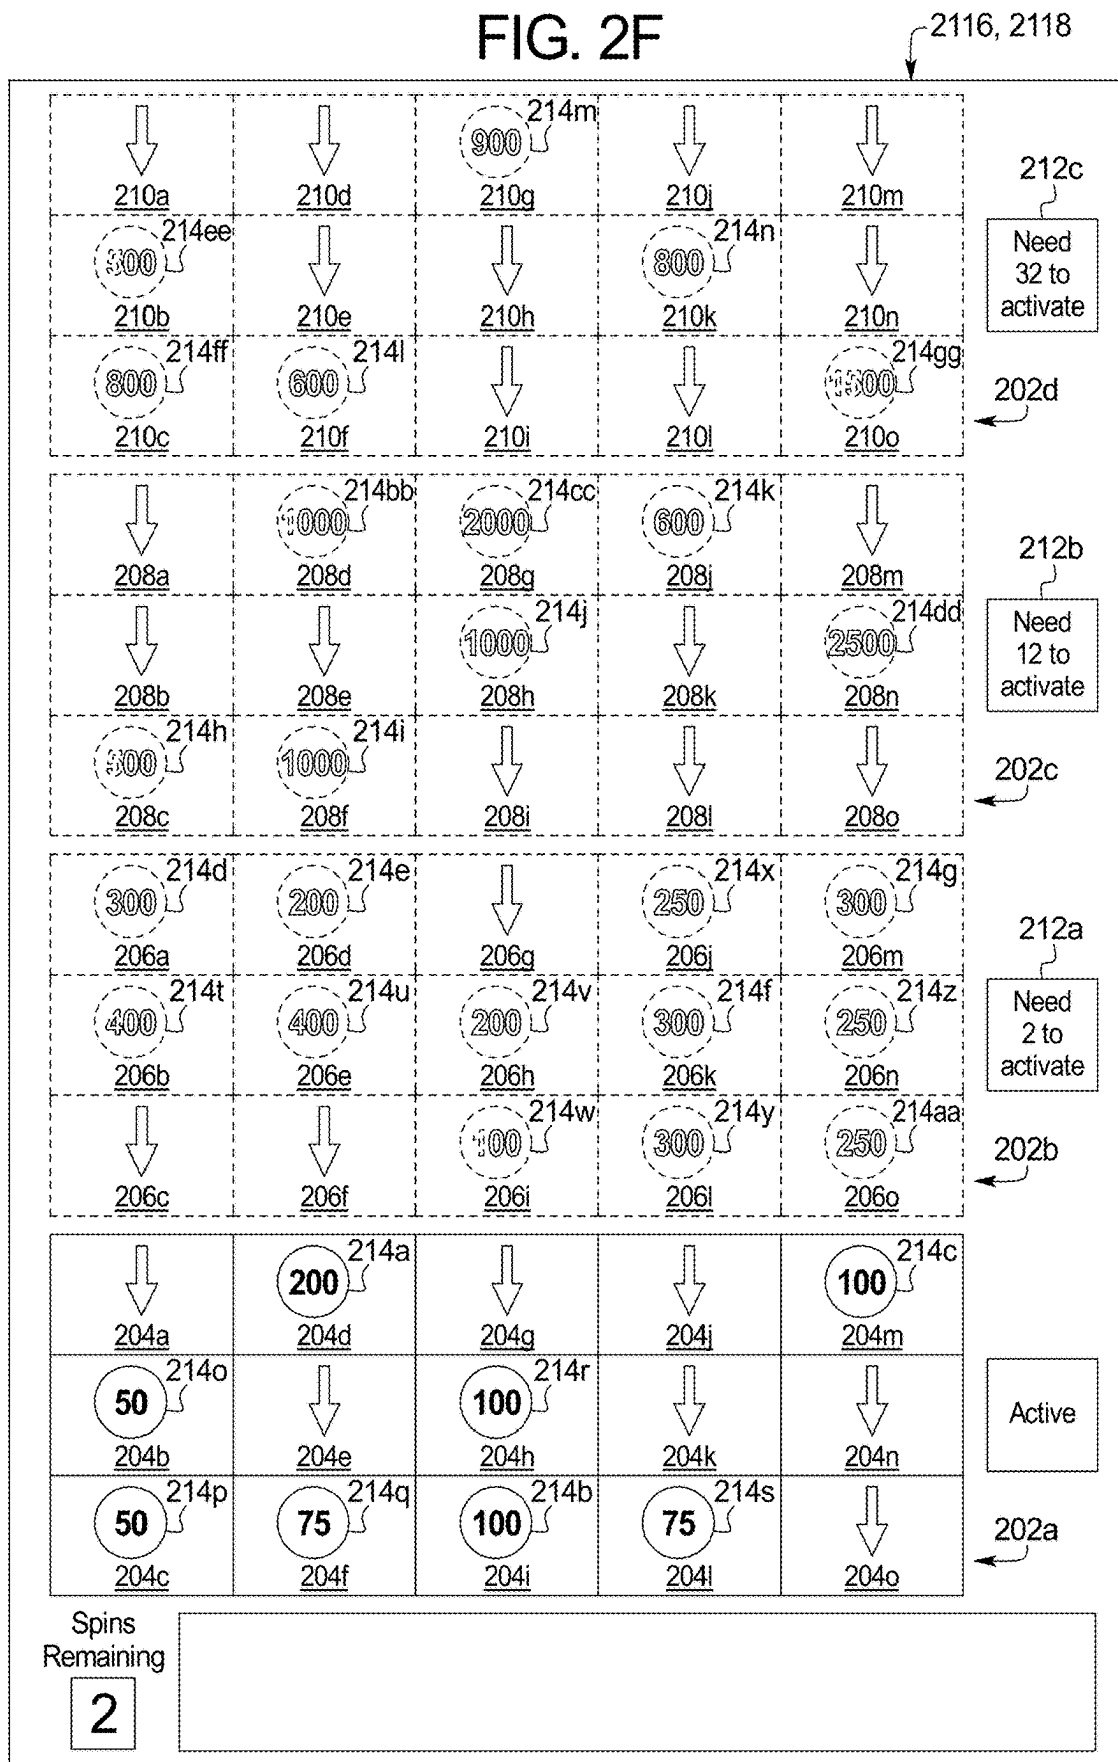 FIG. 2F
2116, 2118
214m
900
210a 210d 210g 210j 210m
212c
214ee 214n
500 800
Need
32 to
activate
210b 210e 210h 210k 210n
214ff 214l 214gg
800 600 1500
202d
210c 210f 210i 210l 210o
214bb 214cc 214k
1000 2000 600
208a 208d 208g 208j 208m
212b
214j 214dd
1000 2500
Need
12 to
activate
208b 208e 208h 208k 208n
214h 214i
500 1000
202c
208c 208f 208i 208l 208o
214d 214e 214x 214g
300 200 250 300
206a 206d 206g 206j 206m
212a
214t 214u 214v 214f 214z
400 400 200 300 250
Need
2 to
activate
206b 206e 206h 206k 206n
214w 214y 214aa
100 300 250
202b
206c 206f 206i 206l 206o
214a 214c
200 100
204a 204d 204g 204j 204m
214o 214r
50 100
Active
204b 204e 204h 204k 204n
214p 214q 214b 214s
50 75 100 75
202a
204c 204f 204i 204l 204o
Spins
Remaining
2